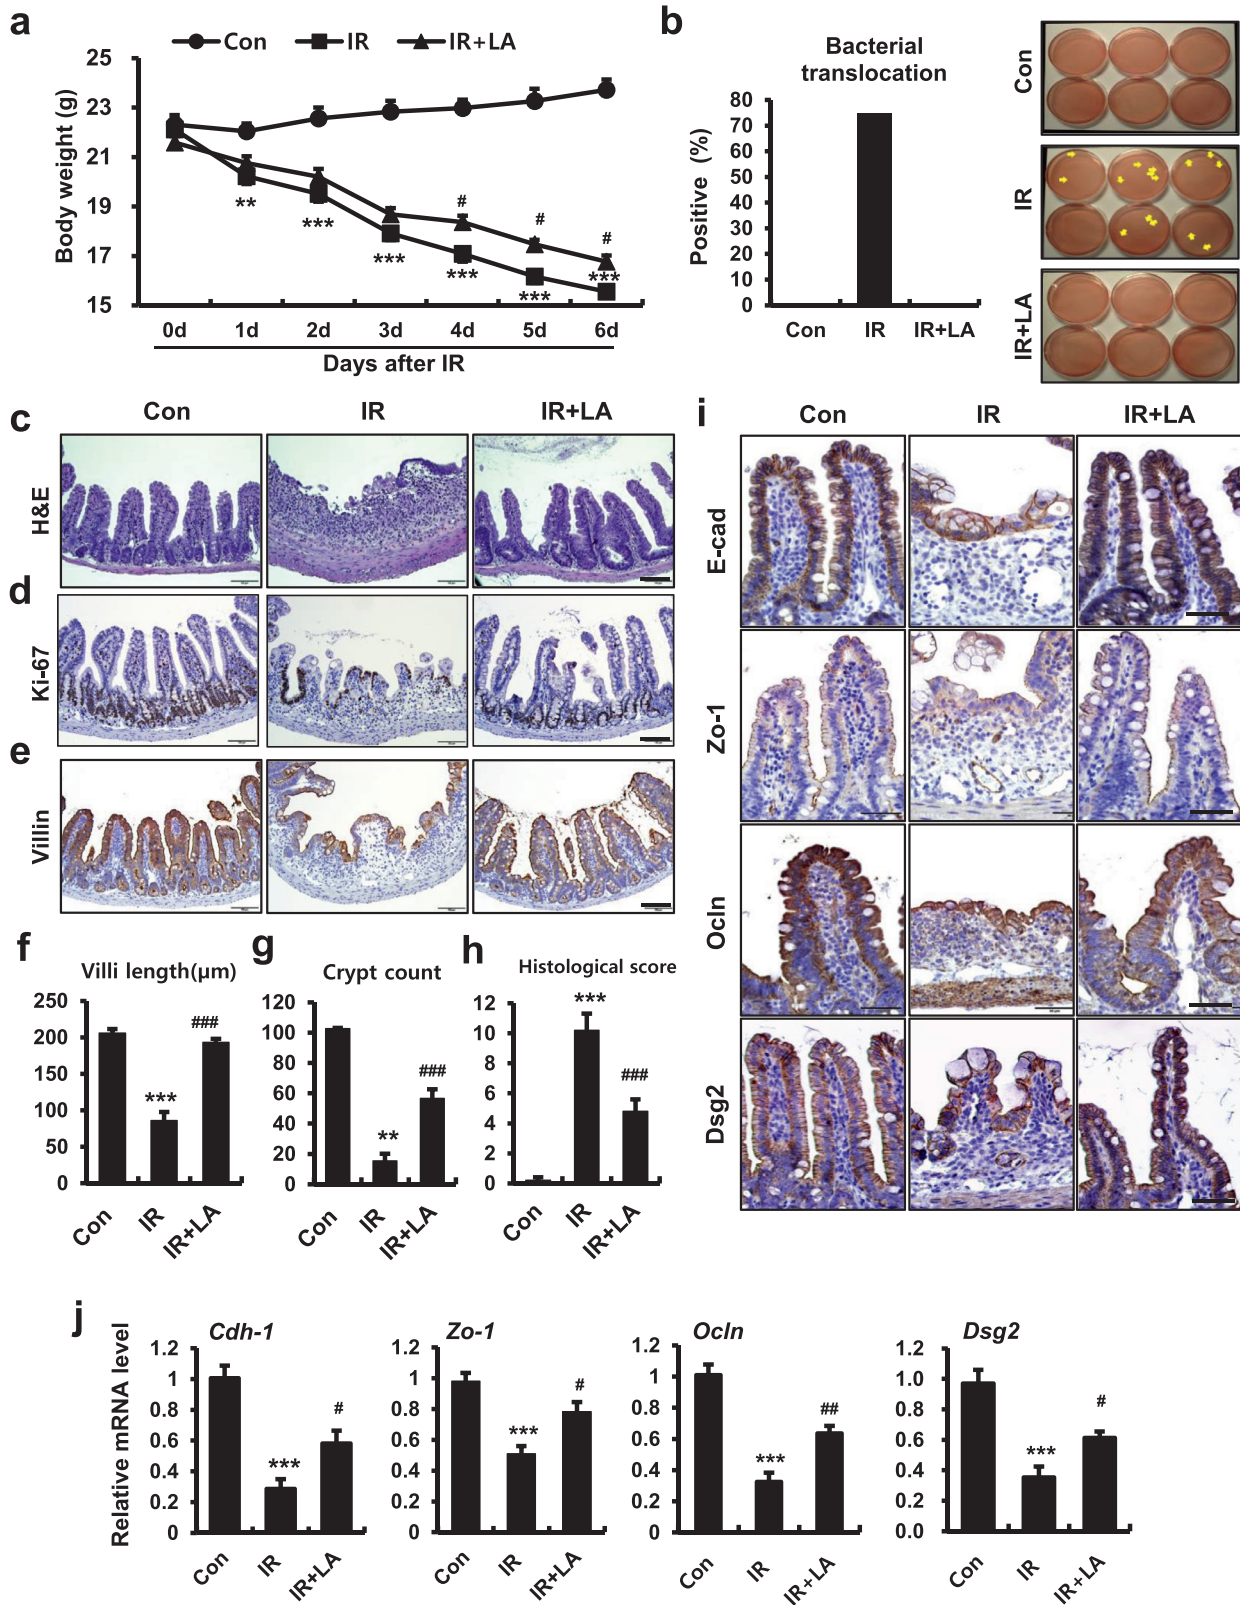 a
Con IR IR+LA
Body weight (g)
25
23
21
19
17
15
** *** *** *** *** ***
# # #
0d 1d 2d 3d 4d 5d 6d
Days after IR
b
Bacterial
translocation
Positive (%)
80
70
60
50
40
30
20
10
0
Con IR IR+LA
Con
IR
IR+LA
c
Con IR IR+LA
H&E
d
Ki-67
e
Villin
f
Villi length(μm)
250
200
150
100
50
0
***
###
Con IR IR+LA
g
Crypt count
120
100
80
60
40
20
0
**
###
Con IR IR+LA
h
Histological score
12
10
8
6
4
2
0
***
###
Con IR IR+LA
i
Con IR IR+LA
E-cad
Zo-1
Ocln
Dsg2
j
Relative mRNA level
Cdh-1
1.2
1
0.8
0.6
0.4
0.2
0
***
#
Con IR IR+LA
Zo-1
1.2
1
0.8
0.6
0.4
0.2
0
***
#
Con IR IR+LA
Ocln
1.2
1
0.8
0.6
0.4
0.2
0
***
##
Con IR IR+LA
Dsg2
1.2
1.0
0.8
0.6
0.4
0.2
0.0
***
#
Con IR IR+LA